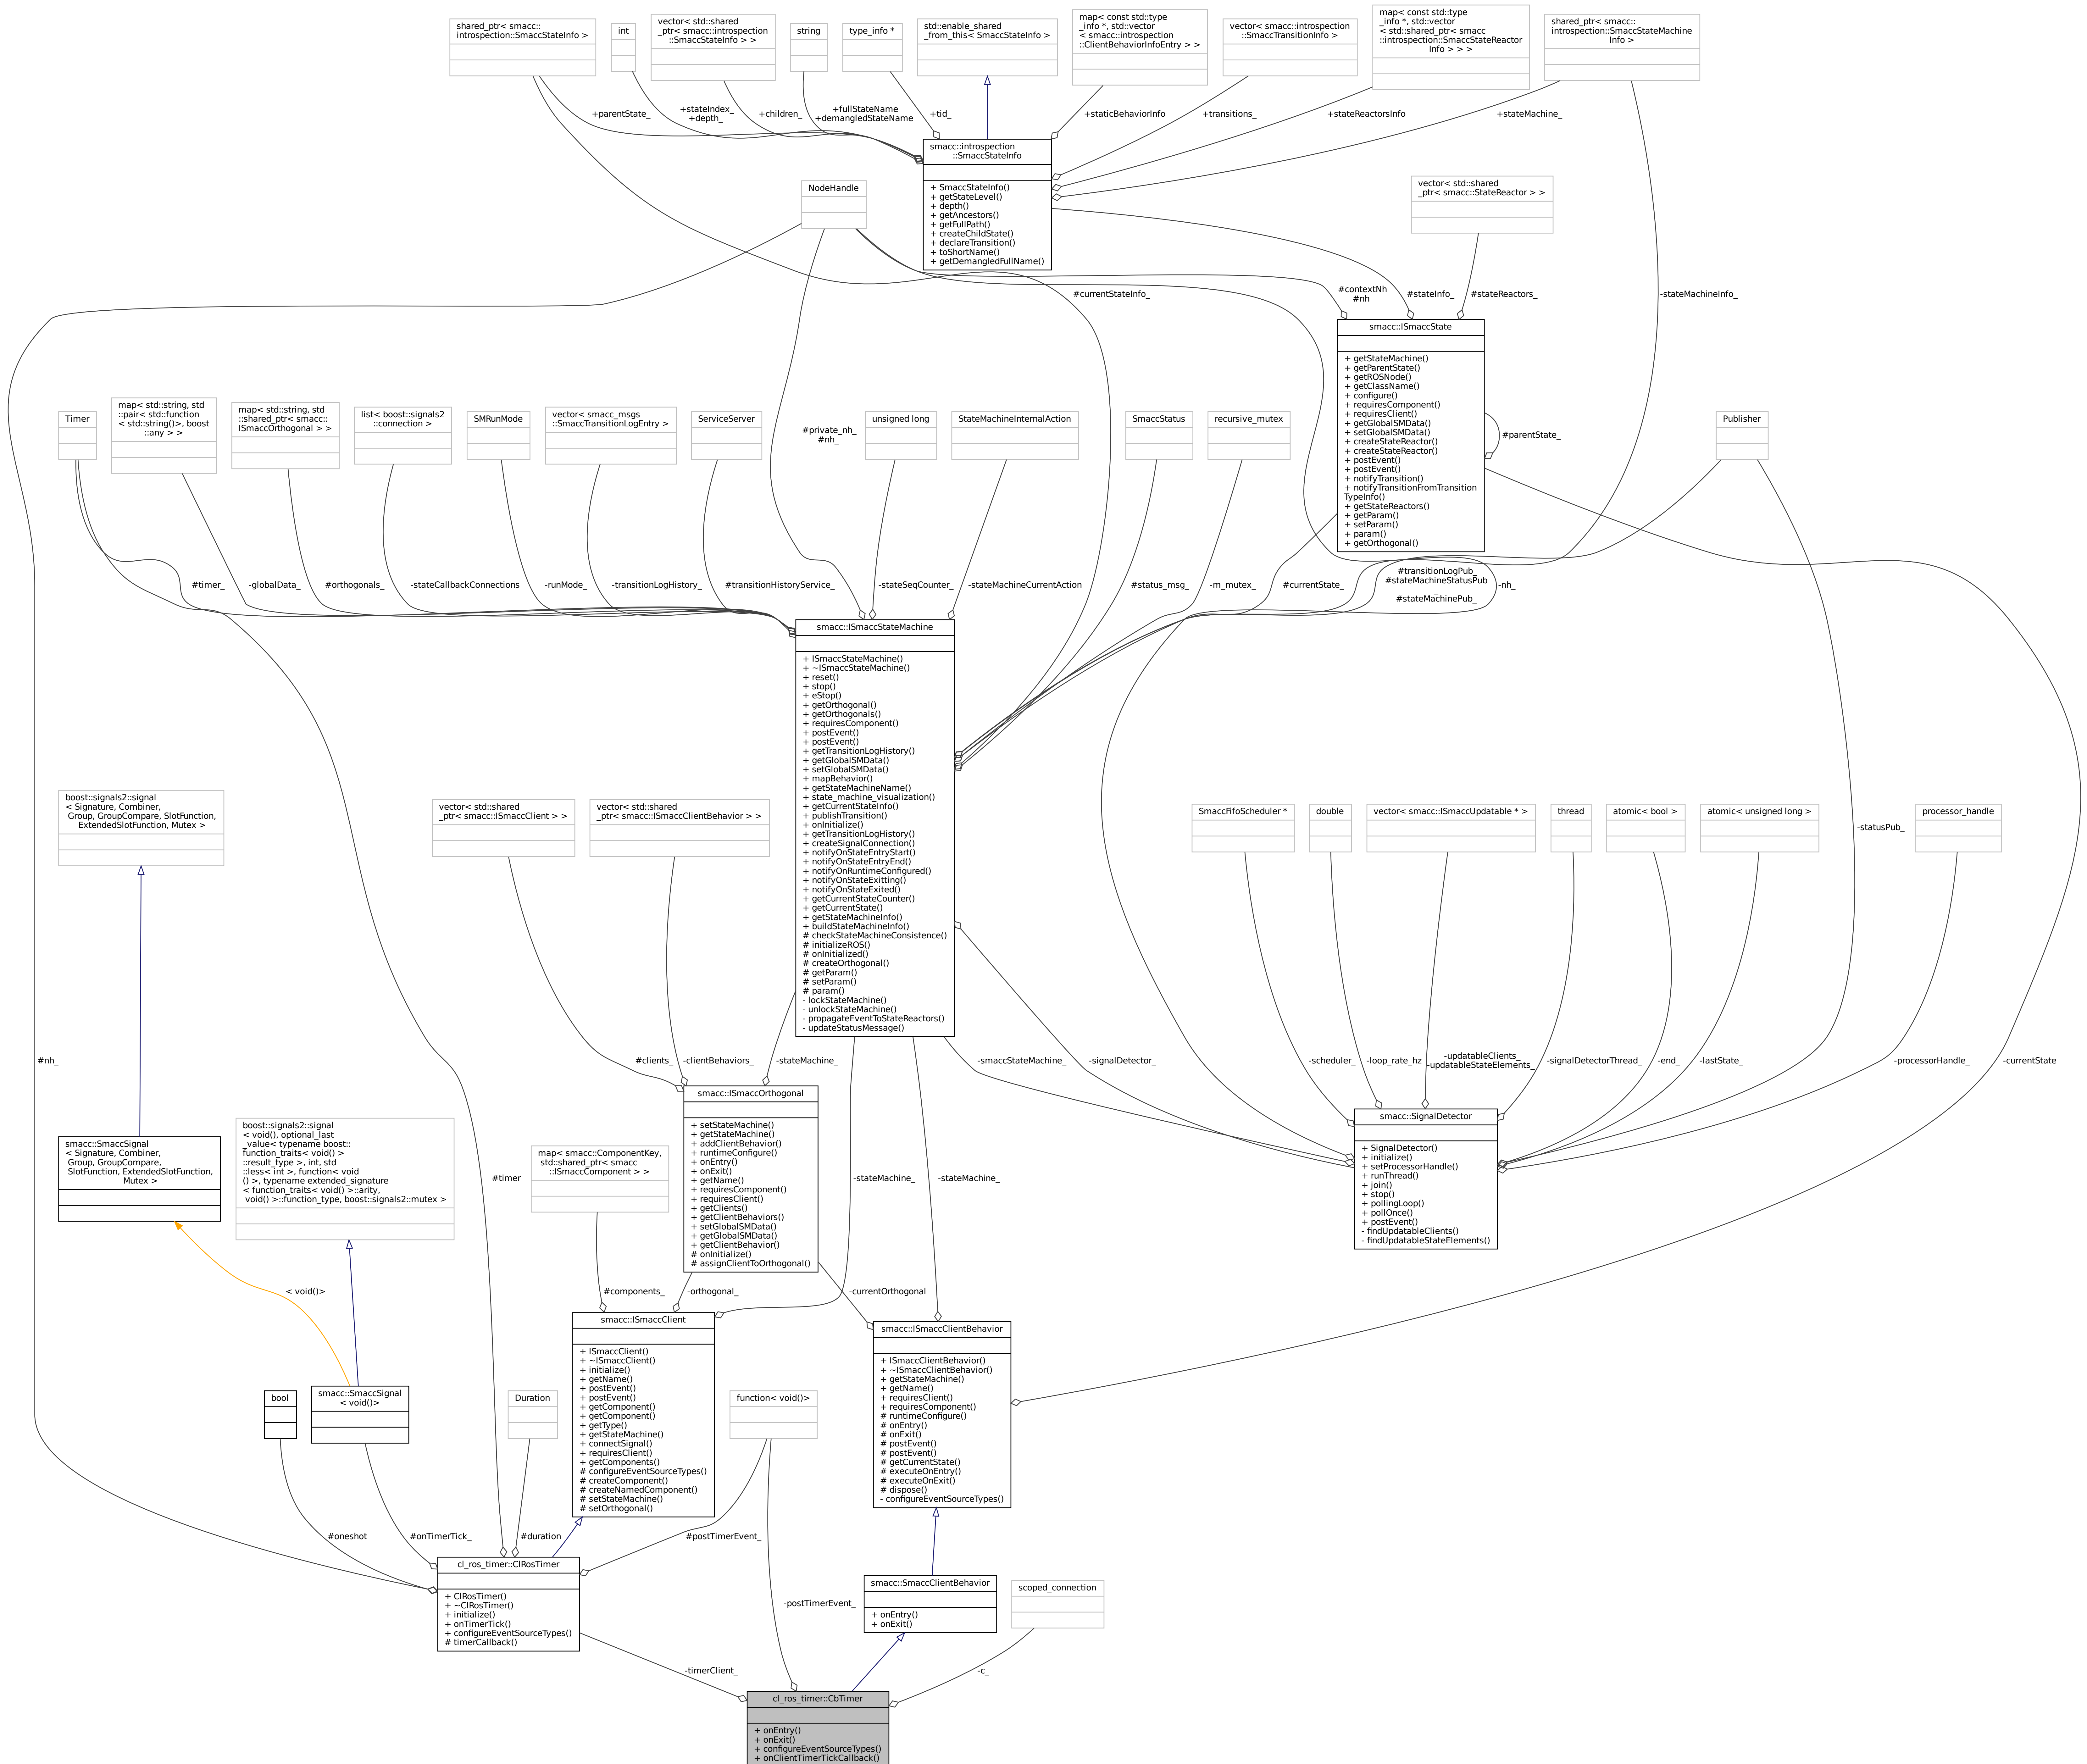 shared_ptr< smacc::
introspection::SmaccStateInfo >
int
vector< std::shared
_ptr< smacc::introspection
::SmaccStateInfo > >
string
type_info *
std::enable_shared
_from_this< SmaccStateInfo >
map< const std::type
_info *, std::vector
< smacc::introspection
::ClientBehaviorInfoEntry > >
vector< smacc::introspection
::SmaccTransitionInfo >
map< const std::type
_info *, std::vector
< std::shared_ptr< smacc
::introspection::SmaccStateReactor
Info > > >
shared_ptr< smacc::
introspection::SmaccStateMachine
Info >
+parentState_
+stateIndex_
+depth_
+children_
+fullStateName
+demangledStateName
+tid_
+staticBehaviorInfo
+transitions_
+stateReactorsInfo
+stateMachine_
smacc::introspection
::SmaccStateInfo
+ SmaccStateInfo()
+ getStateLevel()
+ depth()
+ getAncestors()
+ getFullPath()
+ createChildState()
+ declareTransition()
+ toShortName()
+ getDemangledFullName()
NodeHandle
vector< std::shared
_ptr< smacc::StateReactor > >
#currentStateInfo_
#contextNh
#nh
#stateInfo_
#stateReactors_
-stateMachineInfo_
smacc::ISmaccState
+ getStateMachine()
+ getParentState()
+ getROSNode()
+ getClassName()
+ configure()
+ requiresComponent()
+ requiresClient()
+ getGlobalSMData()
+ setGlobalSMData()
+ createStateReactor()
+ createStateReactor()
+ postEvent()
+ postEvent()
+ notifyTransition()
+ notifyTransitionFromTransition
TypeInfo()
+ getStateReactors()
+ getParam()
+ setParam()
+ param()
+ getOrthogonal()
#parentState_
Timer
map< std::string, std
::pair< std::function
< std::string()>, boost
::any > >
map< std::string, std
::shared_ptr< smacc::
ISmaccOrthogonal > >
list< boost::signals2
::connection >
SMRunMode
vector< smacc_msgs
::SmaccTransitionLogEntry >
ServiceServer
#private_nh_
#nh_
unsigned long
StateMachineInternalAction
SmaccStatus
recursive_mutex
Publisher
#timer_
-globalData_
#orthogonals_
-stateCallbackConnections
-runMode_
-transitionLogHistory_
#transitionHistoryService_
-stateSeqCounter_
-stateMachineCurrentAction
#status_msg_
-m_mutex_
#currentState_
#transitionLogPub_
#stateMachineStatusPub
_
#stateMachinePub_
-nh_
smacc::ISmaccStateMachine
+ ISmaccStateMachine()
+ ~ISmaccStateMachine()
+ reset()
+ stop()
+ eStop()
+ getOrthogonal()
+ getOrthogonals()
+ requiresComponent()
+ postEvent()
+ postEvent()
+ getTransitionLogHistory()
+ getGlobalSMData()
+ setGlobalSMData()
+ mapBehavior()
+ getStateMachineName()
+ state_machine_visualization()
+ getCurrentStateInfo()
+ publishTransition()
+ onInitialize()
+ getTransitionLogHistory()
+ createSignalConnection()
+ notifyOnStateEntryStart()
+ notifyOnStateEntryEnd()
+ notifyOnRuntimeConfigured()
+ notifyOnStateExitting()
+ notifyOnStateExited()
+ getCurrentStateCounter()
+ getCurrentState()
+ getStateMachineInfo()
+ buildStateMachineInfo()
# checkStateMachineConsistence()
# initializeROS()
# onInitialized()
# createOrthogonal()
# getParam()
# setParam()
# param()
- lockStateMachine()
- unlockStateMachine()
- propagateEventToStateReactors()
- updateStatusMessage()
boost::signals2::signal
< Signature, Combiner,
Group, GroupCompare, SlotFunction,
ExtendedSlotFunction, Mutex >
vector< std::shared
_ptr< smacc::ISmaccClient > >
vector< std::shared
_ptr< smacc::ISmaccClientBehavior > >
SmaccFifoScheduler *
double
vector< smacc::ISmaccUpdatable * >
thread
atomic< bool >
atomic< unsigned long >
-statusPub_
processor_handle
#nh_
#clients_
-clientBehaviors_
-stateMachine_
-smaccStateMachine_
-signalDetector_
-scheduler_
-loop_rate_hz
-updatableClients_
-updatableStateElements_
-signalDetectorThread_
-end_
-lastState_
-processorHandle_
-currentState
smacc::SignalDetector
+ SignalDetector()
+ initialize()
+ setProcessorHandle()
+ runThread()
+ join()
+ stop()
+ pollingLoop()
+ pollOnce()
+ postEvent()
- findUpdatableClients()
- findUpdatableStateElements()
smacc::ISmaccOrthogonal
+ setStateMachine()
+ getStateMachine()
+ addClientBehavior()
+ runtimeConfigure()
+ onEntry()
+ onExit()
+ getName()
+ requiresComponent()
+ requiresClient()
+ getClients()
+ getClientBehaviors()
+ setGlobalSMData()
+ getGlobalSMData()
+ getClientBehavior()
# onInitialize()
# assignClientToOrthogonal()
smacc::SmaccSignal
< Signature, Combiner,
Group, GroupCompare,
SlotFunction, ExtendedSlotFunction,
Mutex >
boost::signals2::signal
< void(), optional_last
_value< typename boost::
function_traits< void() >
::result_type >, int, std
::less< int >, function< void
() >, typename extended_signature
< function_traits< void() >::arity,
void() >::function_type, boost::signals2::mutex >
#timer
map< smacc::ComponentKey,
std::shared_ptr< smacc
::ISmaccComponent > >
-stateMachine_
-stateMachine_
< void()>
#components_
-orthogonal_
-currentOrthogonal
smacc::ISmaccClient
+ ISmaccClient()
+ ~ISmaccClient()
+ initialize()
+ getName()
+ postEvent()
+ postEvent()
+ getComponent()
+ getComponent()
+ getType()
+ getStateMachine()
+ connectSignal()
+ requiresClient()
+ getComponents()
# configureEventSourceTypes()
# createComponent()
# createNamedComponent()
# setStateMachine()
# setOrthogonal()
smacc::ISmaccClientBehavior
+ ISmaccClientBehavior()
+ ~ISmaccClientBehavior()
+ getStateMachine()
+ getName()
+ requiresClient()
+ requiresComponent()
# runtimeConfigure()
# onEntry()
# onExit()
# postEvent()
# postEvent()
# getCurrentState()
# executeOnEntry()
# executeOnExit()
# dispose()
- configureEventSourceTypes()
bool
smacc::SmaccSignal
< void()>
Duration
function< void()>
#oneshot
#onTimerTick_
#duration
#postTimerEvent_
cl_ros_timer::ClRosTimer
+ ClRosTimer()
+ ~ClRosTimer()
+ initialize()
+ onTimerTick()
+ configureEventSourceTypes()
# timerCallback()
smacc::SmaccClientBehavior
+ onEntry()
+ onExit()
scoped_connection
-postTimerEvent_
-timerClient_
-c_
cl_ros_timer::CbTimer
+ onEntry()
+ onExit()
+ configureEventSourceTypes()
+ onClientTimerTickCallback()